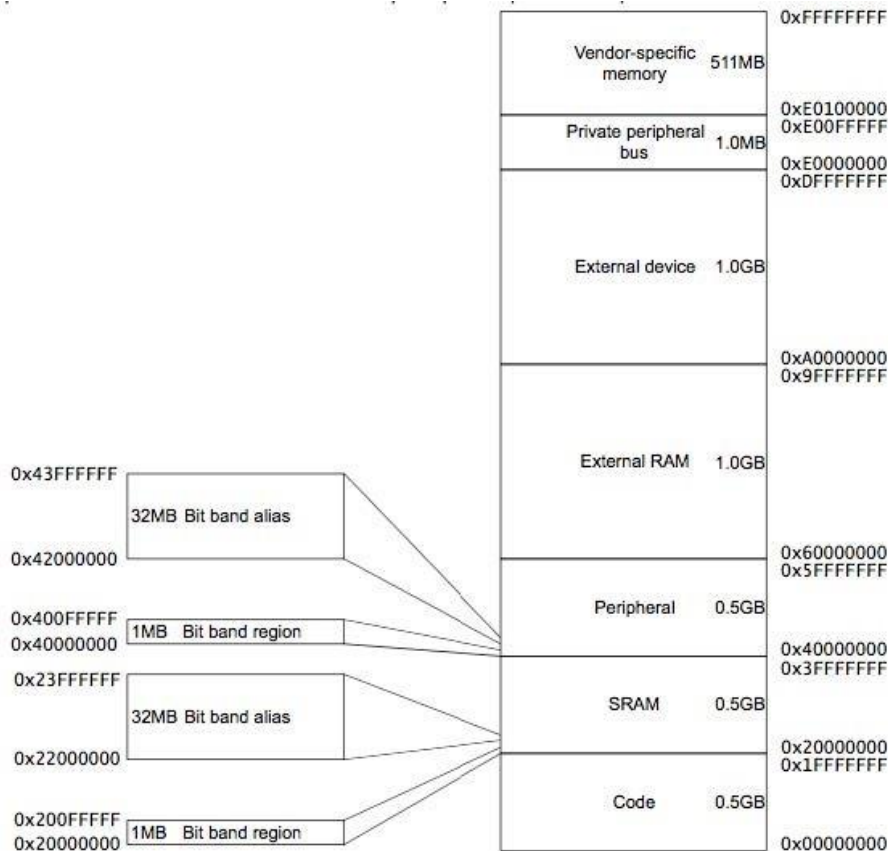 0xFFFFFFFF
Vendor-specific
memory 511MB
0xE0100000
0xE00FFFFF
Private peripheral
bus 1.0MB
0xE0000000
0xDFFFFFFF
External device 1.0GB
0xA0000000
0x9FFFFFFF
External RAM 1.0GB
0x60000000
0x5FFFFFFF
Peripheral 0.5GB
0x40000000
0x3FFFFFFF
SRAM 0.5GB
0x20000000
0x1FFFFFFF
Code 0.5GB
0x00000000
0x43FFFFFF
32MB Bit band alias
0x42000000
0x400FFFFF
1MB Bit band region
0x40000000
0x23FFFFFF
32MB Bit band alias
0x22000000
0x200FFFFF
1MB Bit band region
0x20000000